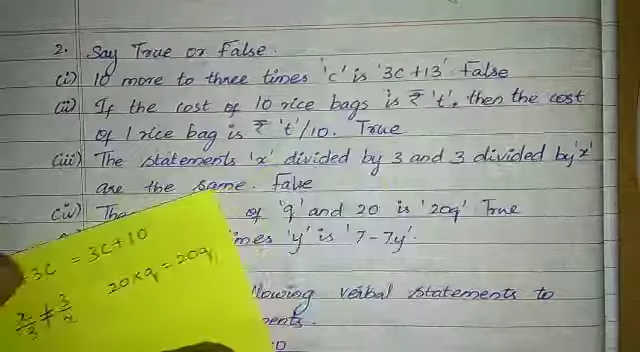 2. Say True or False.
(i) 10 more to three times 'c' is '3c+13' False
(ii) If the cost of 10 rice bags is ₹ 't', then the cost
of 1 rice bag is ₹ 't'/10. True
(iii) The statements 'x' divided by 3 and 3 divided by 'x'
are the same. False
(iv) The of 'q' and 20 is '20q' True
'y' is '7-7y'.
3c = 3c+10
20×q = 20q
verbal statements to